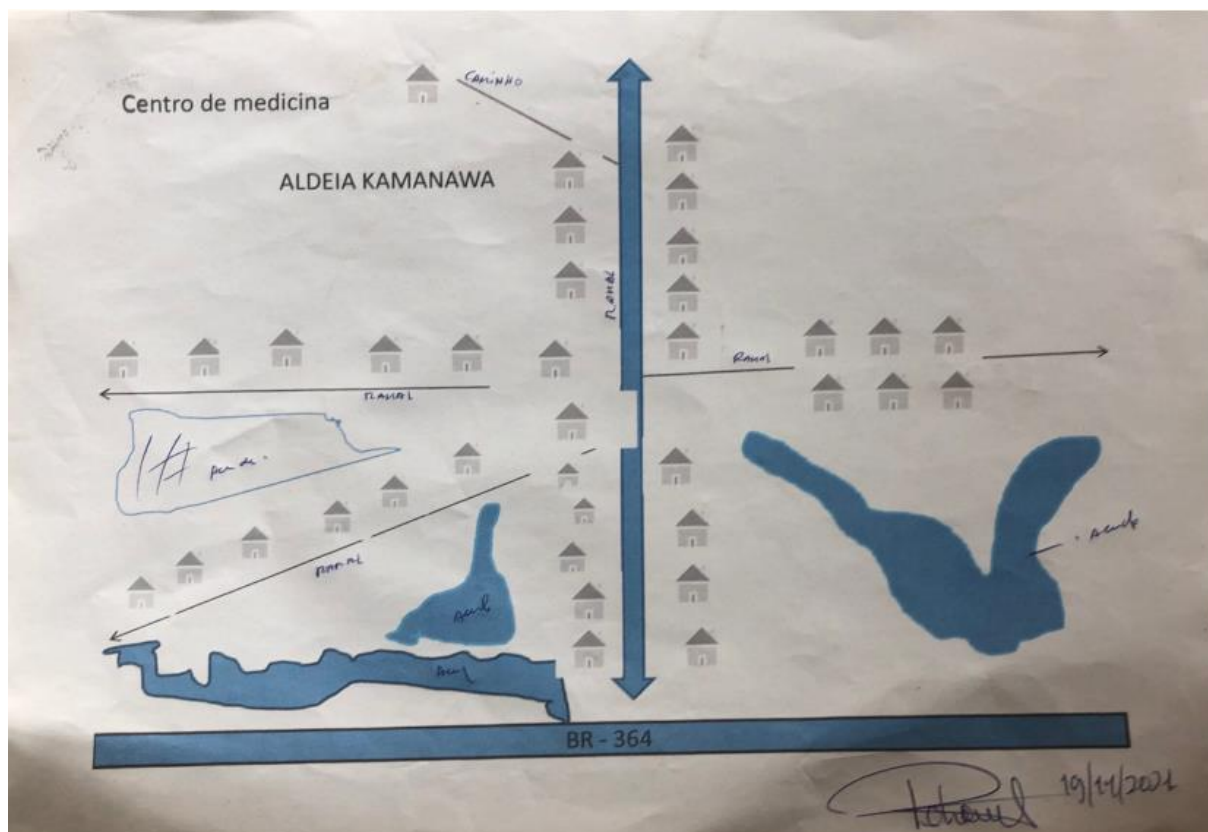 CAMINHO
Centro de medicina
ALDEIA KAMANAWA
RAMAL
RAMAL
RAMAL
RAMAL
BR - 364
19/11/2021